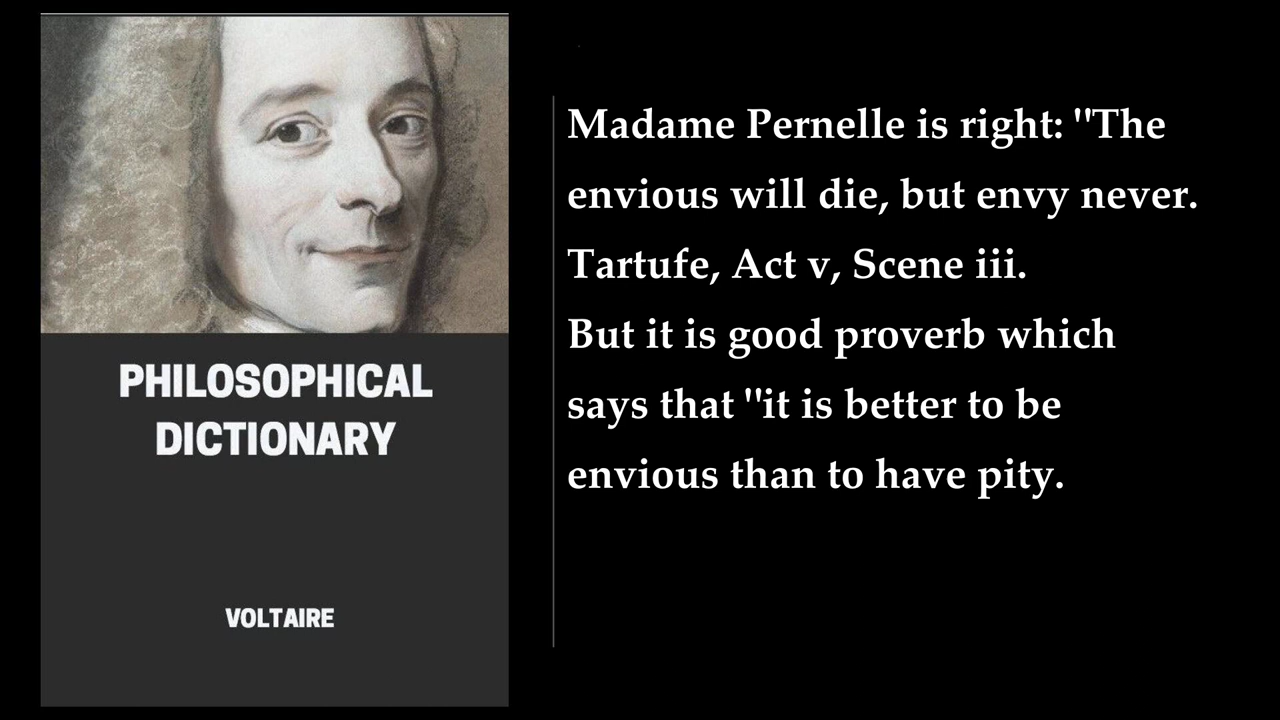 PHILOSOPHICAL
DICTIONARY
VOLTAIRE
Madame Pernelle is right: "The
envious will die, but envy never.
Tartufe, Act v, Scene iii.
But it is good proverb which
says that "it is better to be
envious than to have pity.